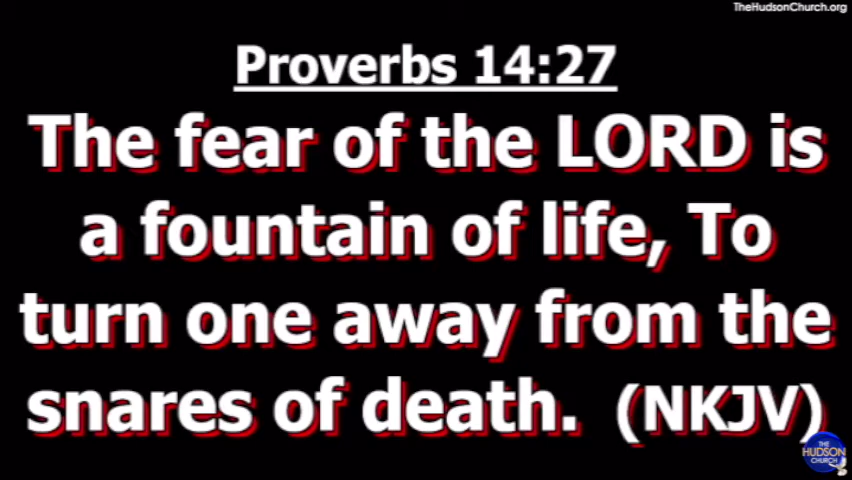 TheHudsonChurch.org
Proverbs 14:27
The fear of the LORD is
a fountain of life, To
turn one away from the
snares of death. (NKJV)
THE
HUDSON
CHURCH